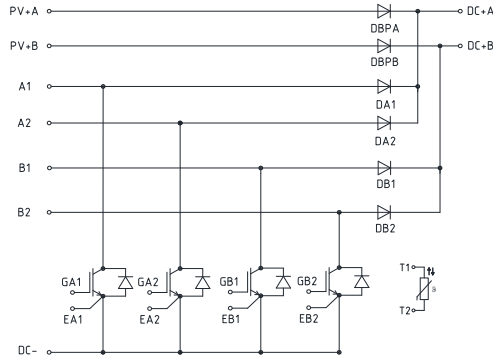 PV+A DC+A
DBPA
PV+B DC+B
DBPB
A1
DA1
A2
DA2
B1
DB1
B2
DB2
GA1 GA2 GB1 GB2
EA1 EA2 EB1 EB2
T1
T2
DC-